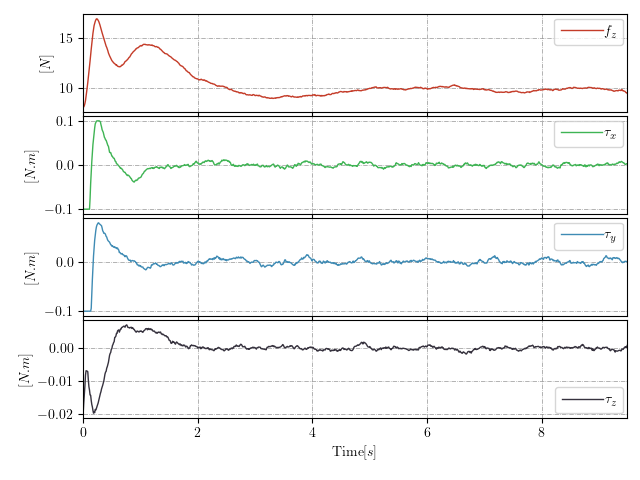 15
10
[N]
f_z
0.1
0.0
−0.1
[N.m]
τ_x
0.0
−0.1
[N.m]
τ_y
0.00
−0.01
−0.02
[N.m]
τ_z
0 2 4 6 8
Time[s]